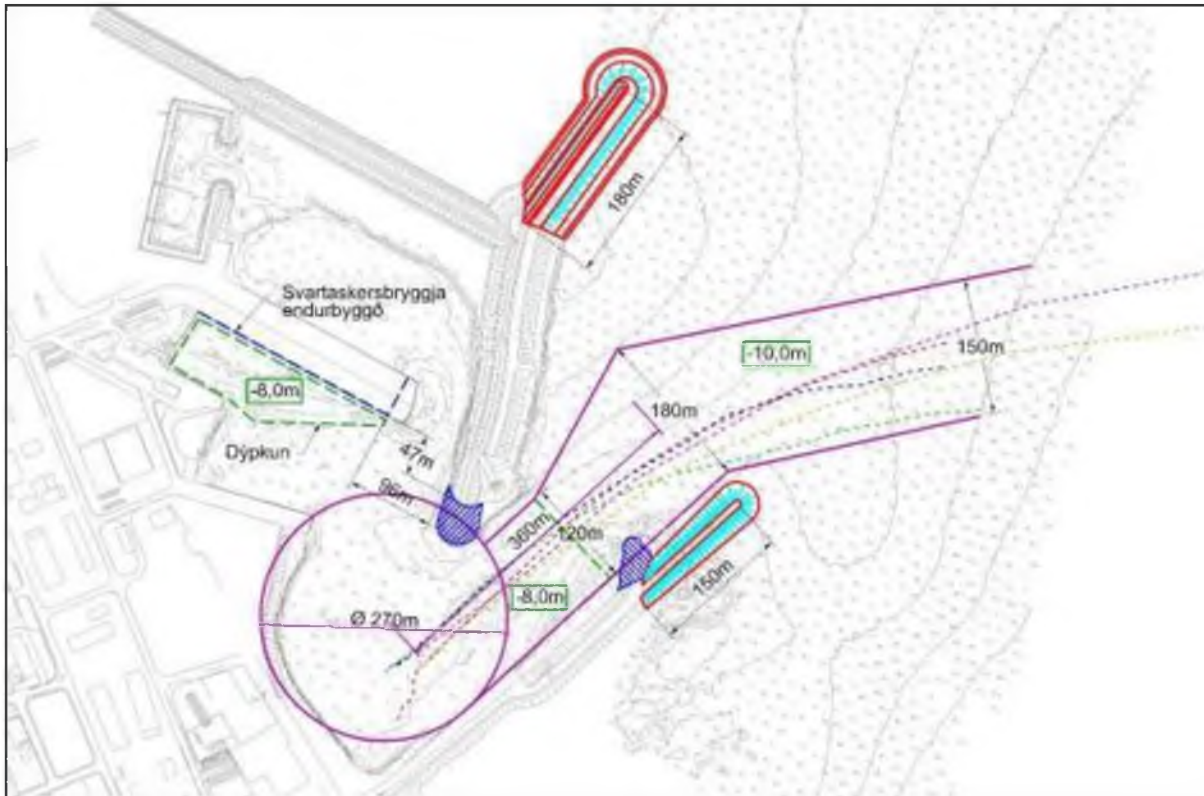 180m
Svartaskersbryggja
endurbyggð
-10,0m
150m
-8,0m
180m
Dýpkun
47m
96m
360m
120m
150m
-8,0m
Ø 270m